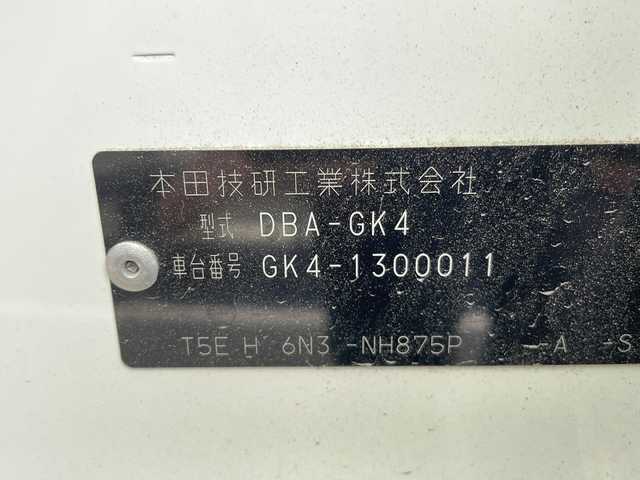 本田技研工業株式会社
型式 DBA-GK4
車台番号 GK4-1300011
T5E H 6N3 -NH875P -A -S